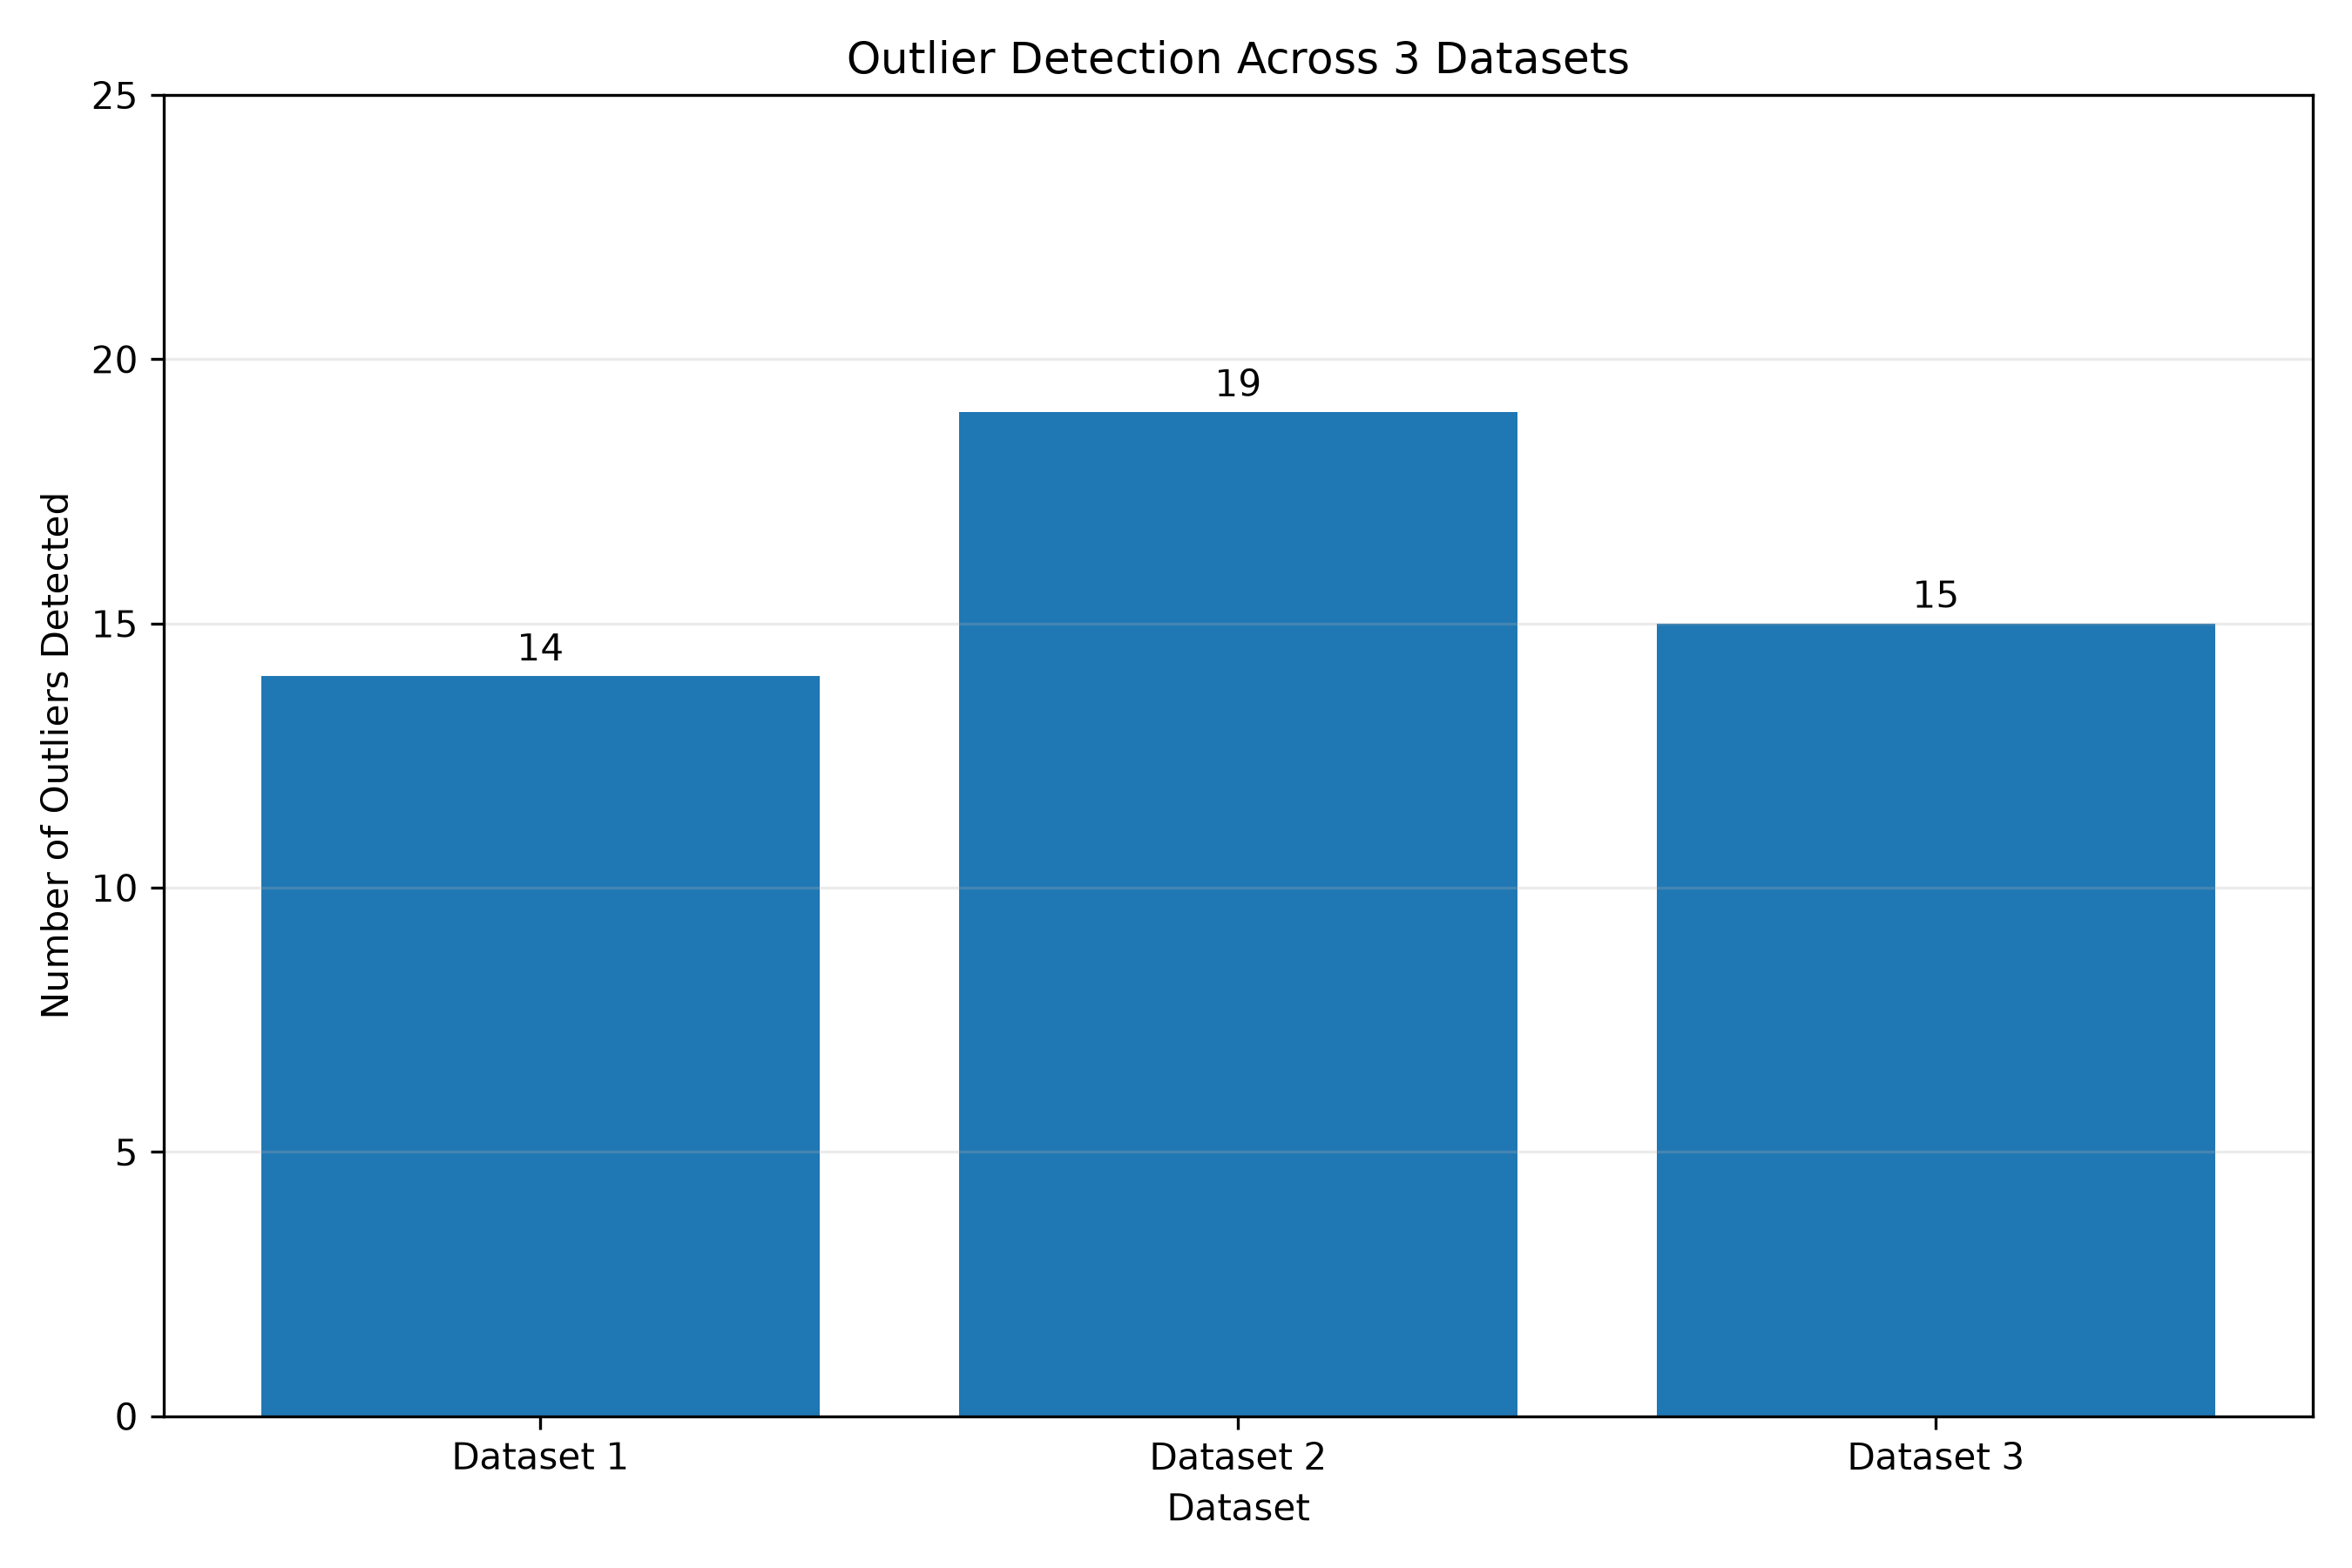 Outlier Detection Across 3 Datasets
Number of Outliers Detected
25
20
15
10
5
0
14
19
15
Dataset 1
Dataset 2
Dataset 3
Dataset